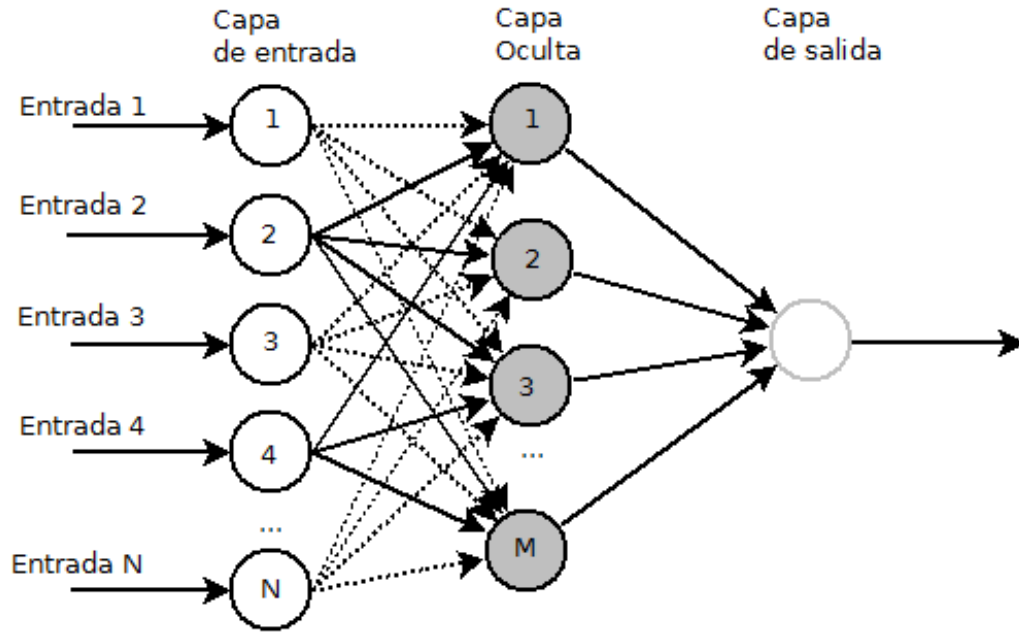 Capa
de entrada
Capa
Oculta
Capa
de salida
Entrada 1
1
1
Entrada 2
2
2
Entrada 3
3
3
Entrada 4
4
...
...
Entrada N
N
M